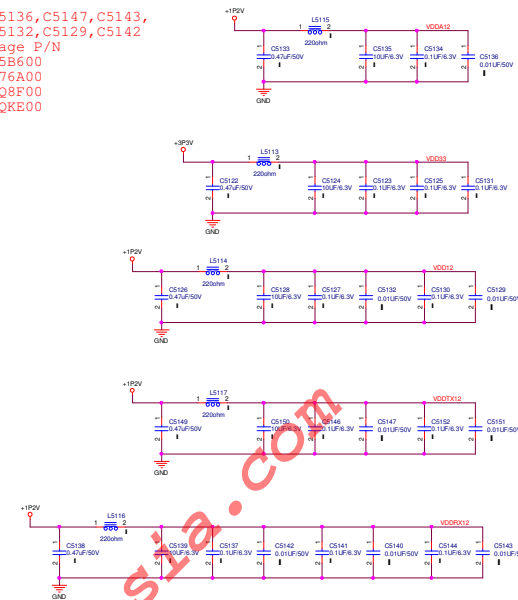 5136,C5147,C5143,
5132,C5129,C5142
age P/N
5B600
76A00
Q8F00
QKE00
+1P2V
L5115
1 2
220ohm
VDDA12
C5133
0.47uF/50V
C5135
10UF/6.3V
C5134
0.1UF/6.3V
C5136
0.01UF/50V
GND
+3P3V
L5113
1 2
220ohm
VDD33
C5122
0.47uF/50V
C5124
10UF/6.3V
C5123
0.1UF/6.3V
C5125
0.1UF/6.3V
C5131
0.1UF/6.3V
GND
+1P2V
L5114
1 2
220ohm
VDD12
C5126
0.47uF/50V
C5128
10UF/6.3V
C5127
0.1UF/6.3V
C5132
0.01UF/50V
C5130
0.1UF/6.3V
C5129
0.01UF/50V
GND
+1P2V
L5117
1 2
220ohm
VDDTX12
C5149
0.47uF/50V
C5150
10UF/6.3V
C5146
0.1UF/6.3V
C5147
0.01UF/50V
C5152
0.1UF/6.3V
C5151
0.01UF/50V
GND
+1P2V
L5116
1 2
220ohm
VDDRX12
C5138
0.47uF/50V
C5139
10UF/6.3V
C5137
0.1UF/6.3V
C5142
0.01UF/50V
C5141
0.1UF/6.3V
C5140
0.01UF/50V
C5144
0.1UF/6.3V
C5143
0.01UF/5
GND
sia.com